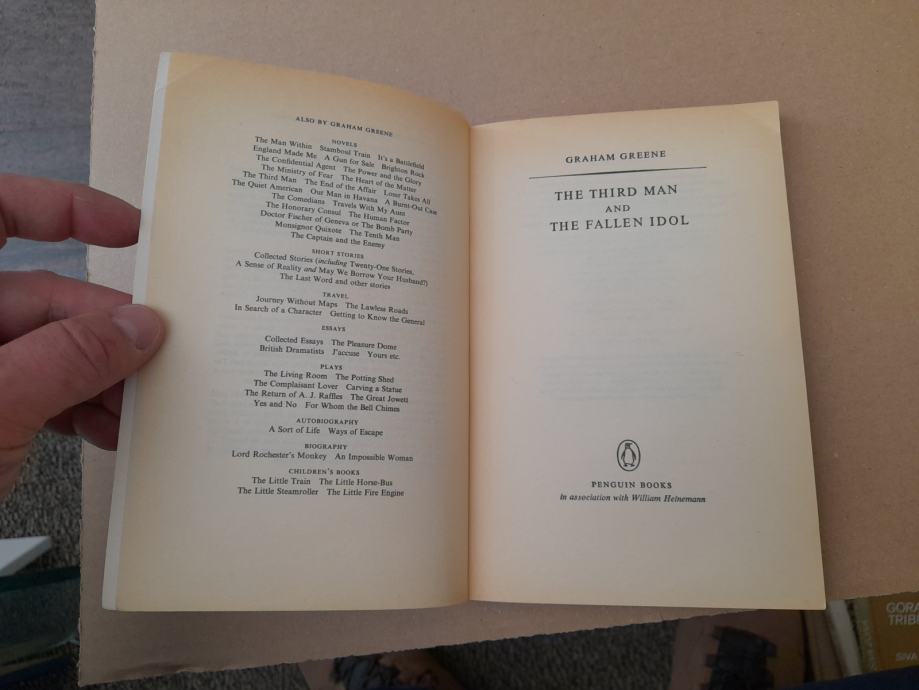 ALSO BY GRAHAM GREENE
NOVELS
The Man Within Stamboul Train It's a Battlefield
England Made Me A Gun for Sale Brighton Rock
The Confidential Agent The Power and the Glory
The Ministry of Fear The Heart of the Matter
The Third Man The End of the Affair Loser Takes All
The Quiet American Our Man in Havana A Burnt-Out Case
The Comedians Travels With My Aunt
The Honorary Consul The Human Factor
Doctor Fischer of Geneva or The Bomb Party
Monsignor Quixote The Tenth Man
The Captain and the Enemy
SHORT STORIES
Collected Stories (including Twenty-One Stories,
A Sense of Reality and May We Borrow Your Husband?)
The Last Word and other stories
TRAVEL
Journey Without Maps The Lawless Roads
In Search of a Character Getting to Know the General
ESSAYS
Collected Essays The Pleasure Dome
British Dramatists J'accuse Yours etc.
PLAYS
The Living Room The Potting Shed
The Complaisant Lover Carving a Statue
The Return of A. J. Raffles The Great Jowett
Yes and No For Whom the Bell Chimes
AUTOBIOGRAPHY
A Sort of Life Ways of Escape
BIOGRAPHY
Lord Rochester's Monkey An Impossible Woman
CHILDREN'S BOOKS
The Little Train The Little Horse-Bus
The Little Steamroller The Little Fire Engine
GRAHAM GREENE
THE THIRD MAN
AND
THE FALLEN IDOL
PENGUIN BOOKS
in association with William Heinemann